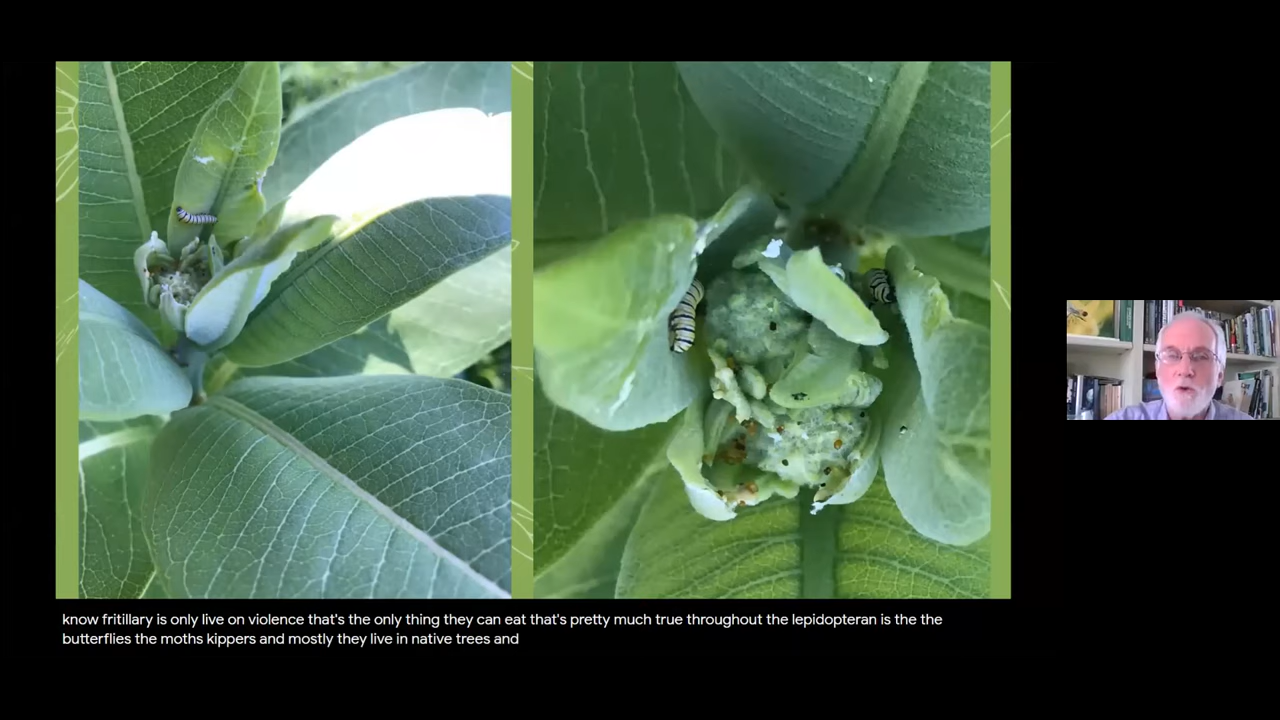 know fritillary is only live on violence that's the only thing they can eat that's pretty much true throughout the lepidopteran is the the
butterflies the moths kippers and mostly they live in native trees and